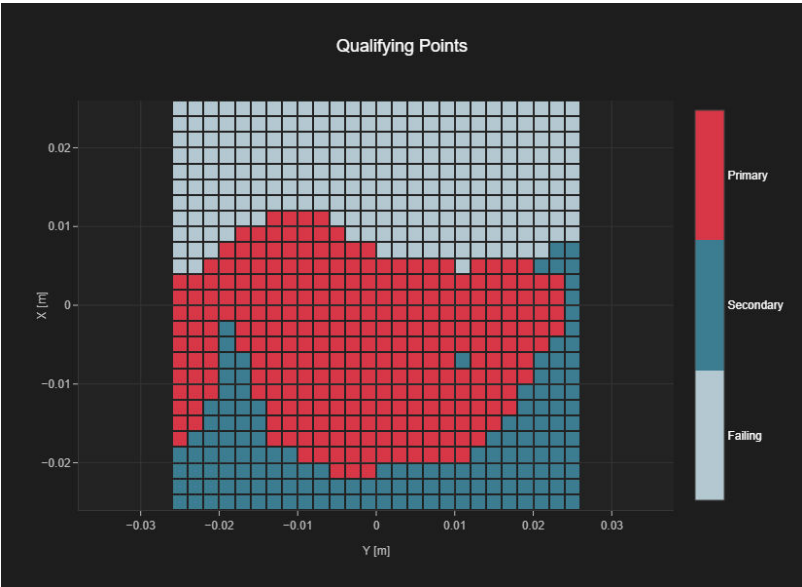 Qualifying Points
0.02
0.01
0
−0.01
−0.02
X [m]
−0.03
−0.02
−0.01
0
0.01
0.02
0.03
Y [m]
Primary
Secondary
Failing